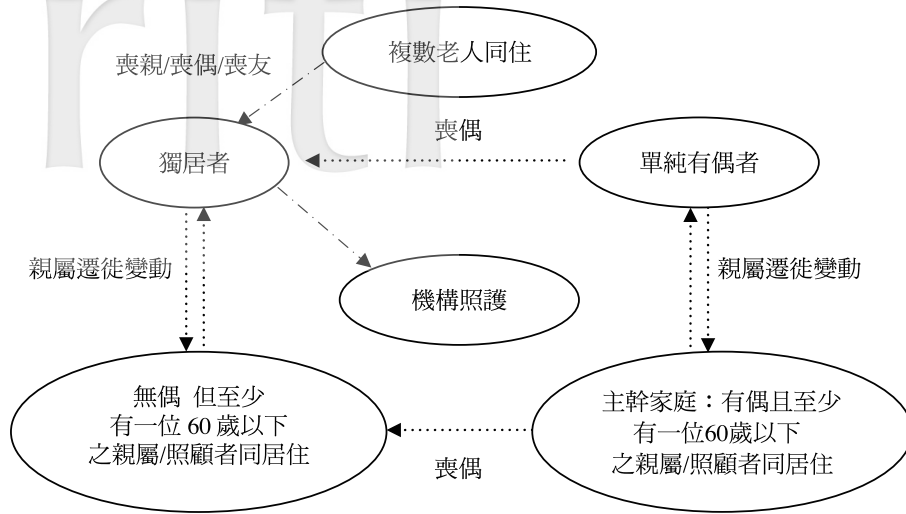 複數老人同住
喪親/喪偶/喪友
喪偶
獨居者
單純有偶者
親屬遷徙變動
親屬遷徙變動
機構照護
無偶 但至少
有一位 60 歲以下
之親屬/照顧者同居住
主幹家庭：有偶且至少
有一位60歲以下
之親屬/照顧者同居住
喪偶
riti